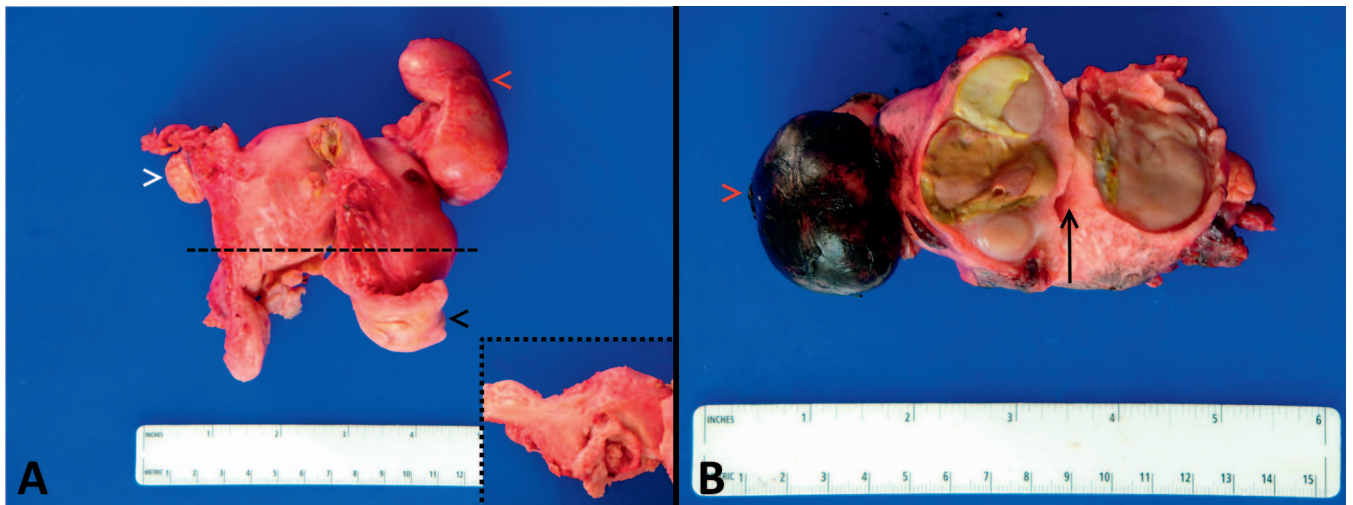 INCHES 1 2 3 4
METRIC 1 2 3 4 5 6 7 8 9 10 11 12
A
INCHES 1 2 3 4 5 6
RIC 1 2 3 4 5 6 7 8 9 10 11 12 13 14 15
B